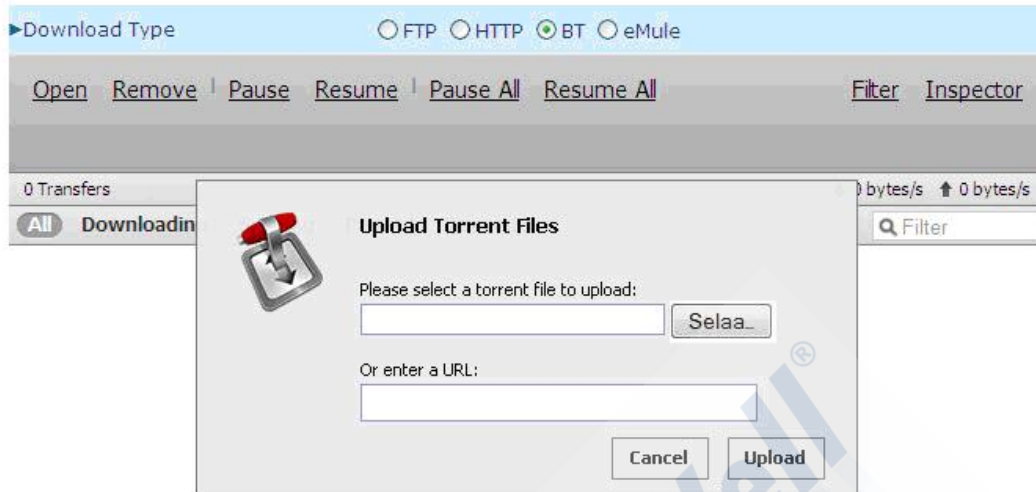 ►Download Type FTP HTTP BT eMule
Open Remove Pause Resume Pause All Resume All Filter Inspector
0 Transfers 0 bytes/s 0 bytes/s
All Downloadin Filter
Upload Torrent Files
Please select a torrent file to upload:
Selaa...
Or enter a URL:
Cancel Upload
ell®